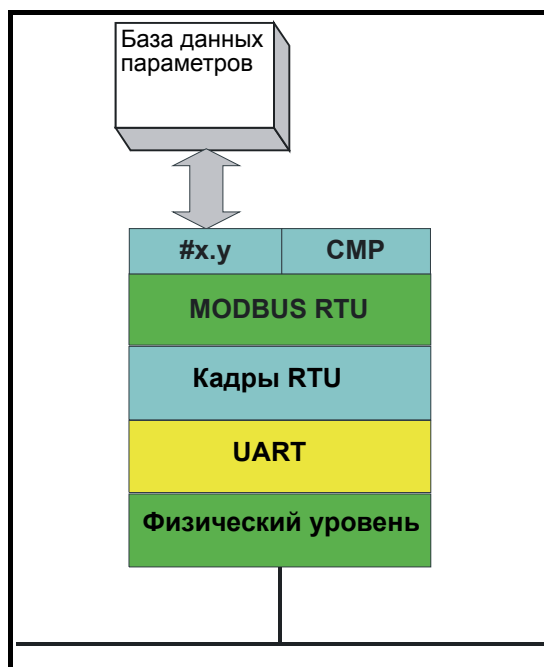 База данных
параметров
#x.y CMP
MODBUS RTU
Кадры RTU
UART
Физический уровень